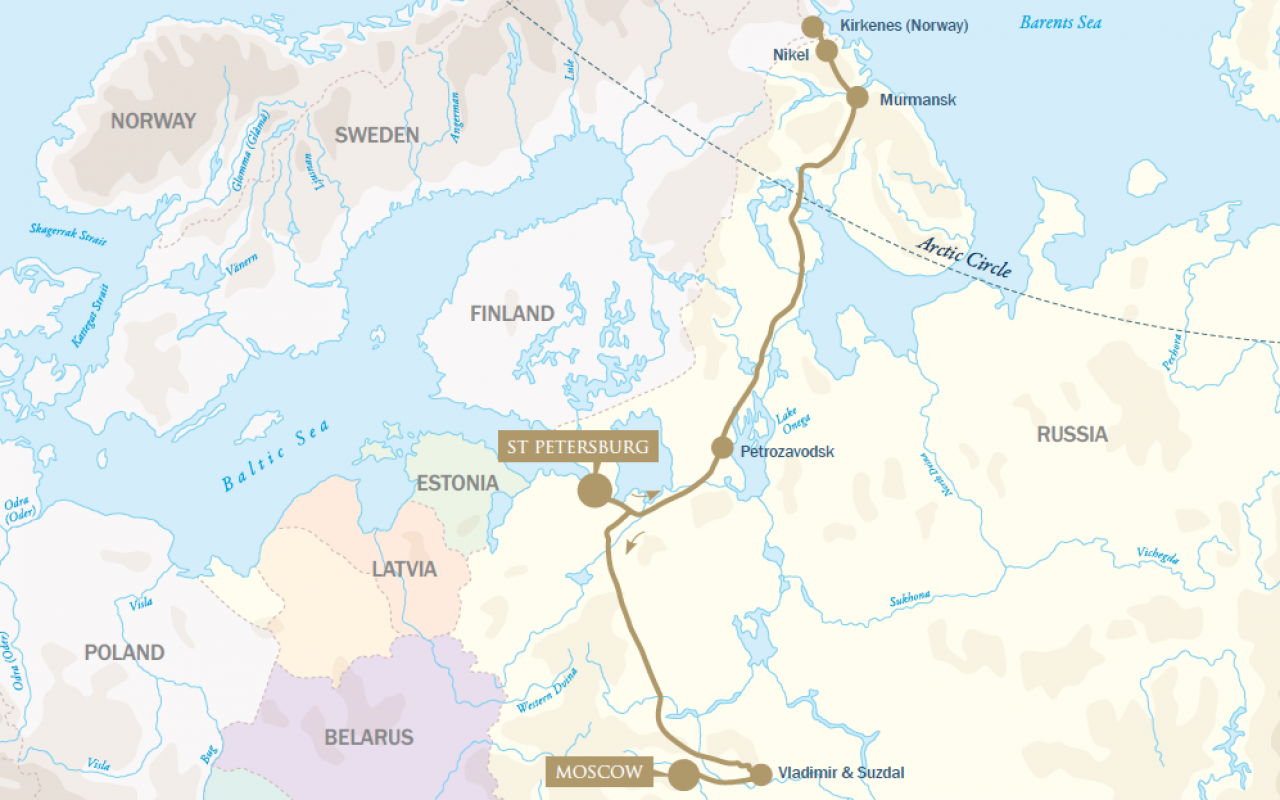 Barents Sea
Kirkenes (Norway)
Nikel
Murmansk
Lule
Angerman
NORWAY
SWEDEN
Glomma (Glåma)
Ljusnan
Skagerrak Strait
Vänern
Kattegat Strait
Arctic Circle
FINLAND
Pechora
Lake
Onega
RUSSIA
Baltic Sea
ST PETERSBURG
Petrozavodsk
ESTONIA
North Dvina
Odra
(Oder)
LATVIA
Vichegda
Sukhona
Visla
POLAND
Odra (Oder)
Western Dvina
BELARUS
Bug
Visla
MOSCOW
Vladimir & Suzdal